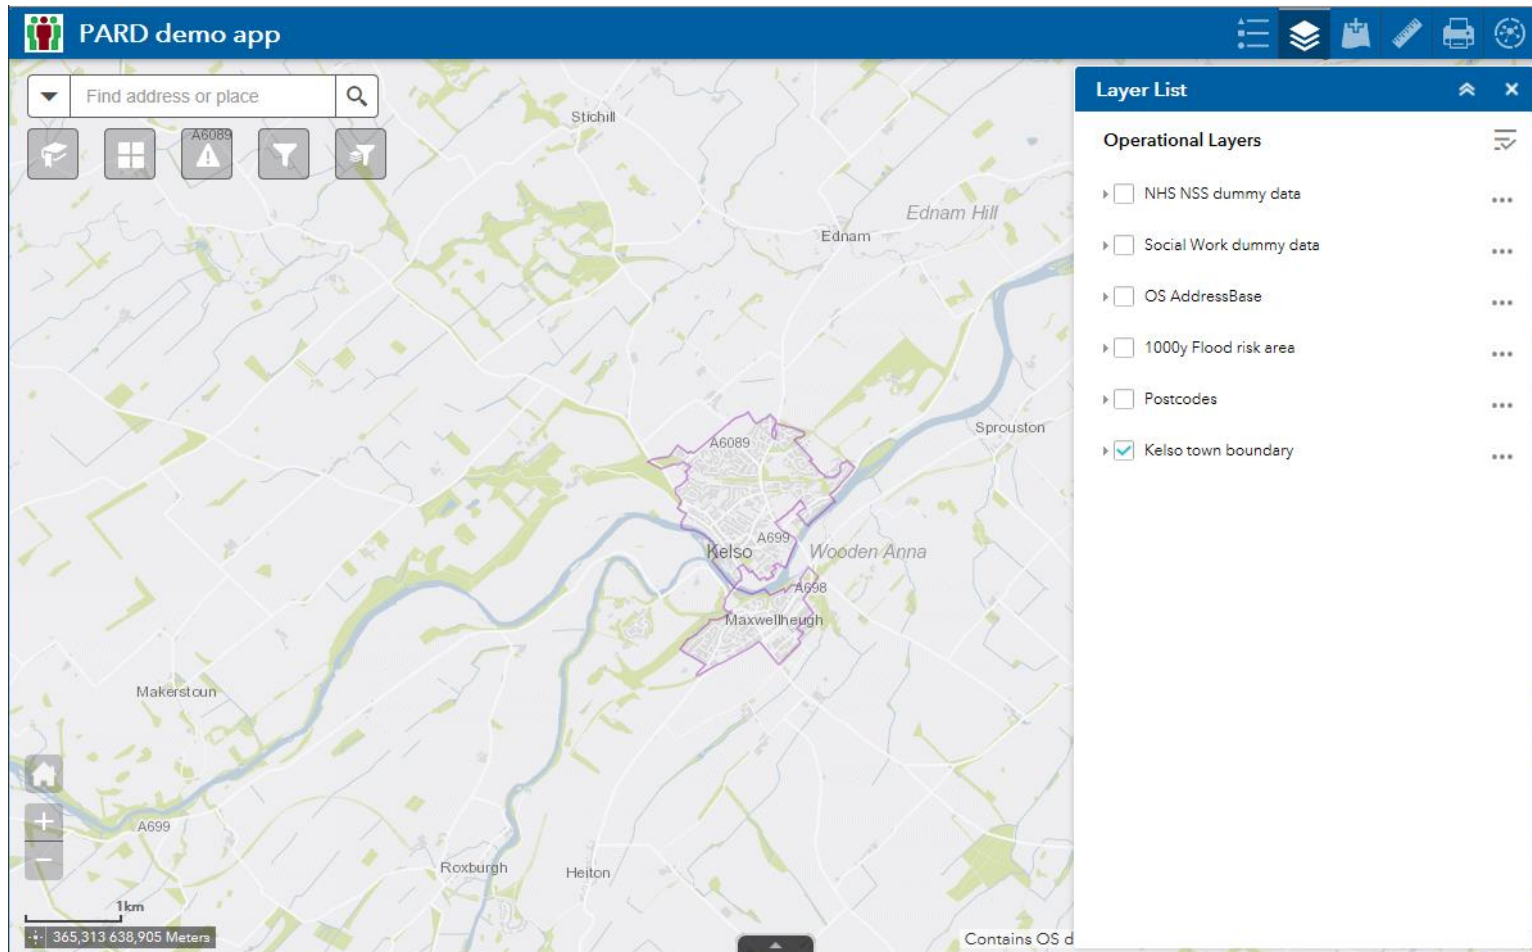 PARD demo app
Find address or place
A6089
Stichill
Ednam Hill
Ednam
Sprouston
A6089
A699
Kelso
Wooden Anna
A698
Maxwellheugh
Makerstoun
A699
Roxburgh
Heiton
1km
365,313 638,905 Meters
Contains OS d
Layer List
Operational Layers
NHS NSS dummy data
Social Work dummy data
OS AddressBase
1000y Flood risk area
Postcodes
Kelso town boundary